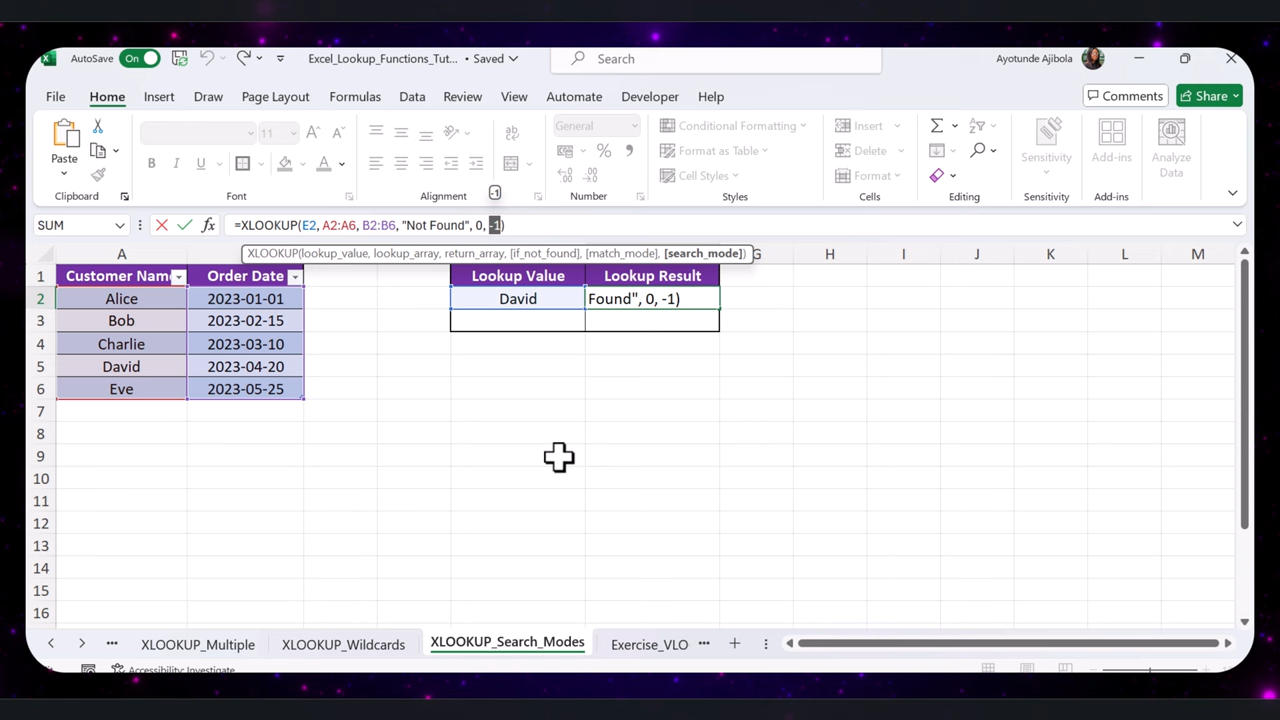 AutoSave On Excel_Lookup_Functions_Tut... • Saved Search Ayotunde Ajibola
File Home Insert Draw Page Layout Formulas Data Review View Automate Developer Help Comments Share
Paste 11 General Conditional Formatting Format as Table Cell Styles Insert Delete Format Sensitivity Add-ins Analyze Data
Clipboard Font Alignment Number Styles Cells Editing Sensitivity Add-ins
-1
SUM =XLOOKUP(E2, A2:A6, B2:B6, "Not Found", 0, -1)
XLOOKUP(lookup_value, lookup_array, return_array, [if_not_found], [match_mode], [search_mode])
A G H I J K L M
1 Customer Name Order Date Lookup Value Lookup Result
2 Alice 2023-01-01 David Found", 0, -1)
3 Bob 2023-02-15
4 Charlie 2023-03-10
5 David 2023-04-20
6 Eve 2023-05-25
7
8
9
10
11
12
13
14
15
16
XLOOKUP_Multiple XLOOKUP_Wildcards XLOOKUP_Search_Modes Exercise_VLO
Accessibility: Investigate